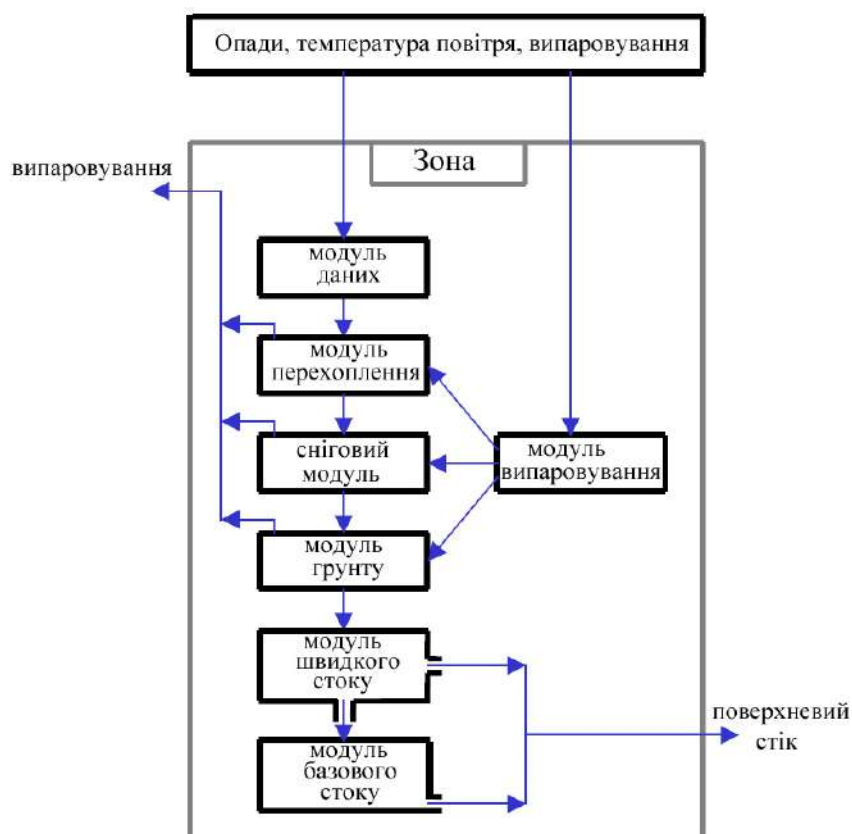 Опади, температура повітря, випаровування
Зона
випаровування
модуль
даних
модуль
перехоплення
сніговий
модуль
модуль
випаровування
модуль
грунту
модуль
швидкого
стоку
поверхневий
стік
модуль
базового
стоку